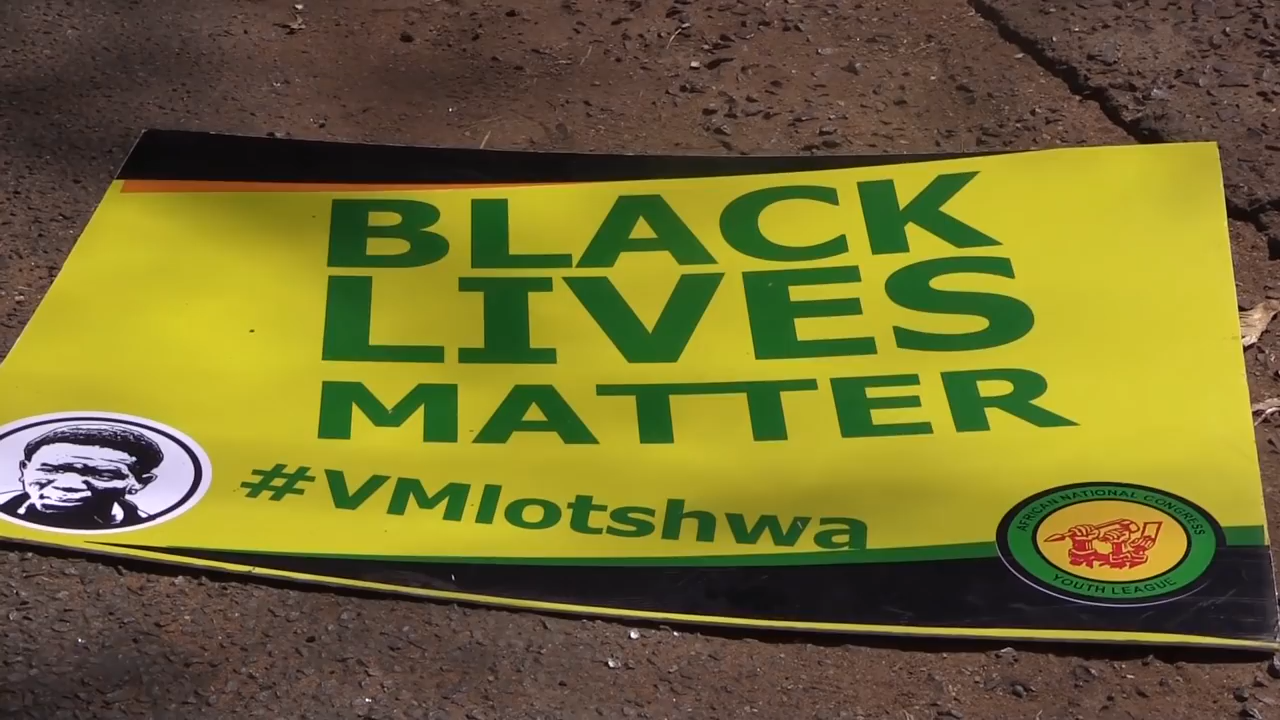 BLACK
LIVES
MATTER
#VMlotshwa
AFRICAN NATIONAL CONGRESS
YOUTH LEAGUE